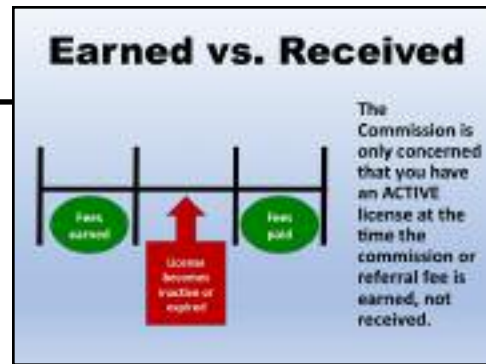 Earned vs. Received
The
Commission is
only concerned
that you have
an ACTIVE
license at the
time the
commission or
referral fee is
earned, not
received.
Fees
earned
Fees
paid
License
becomes
inactive or
expired